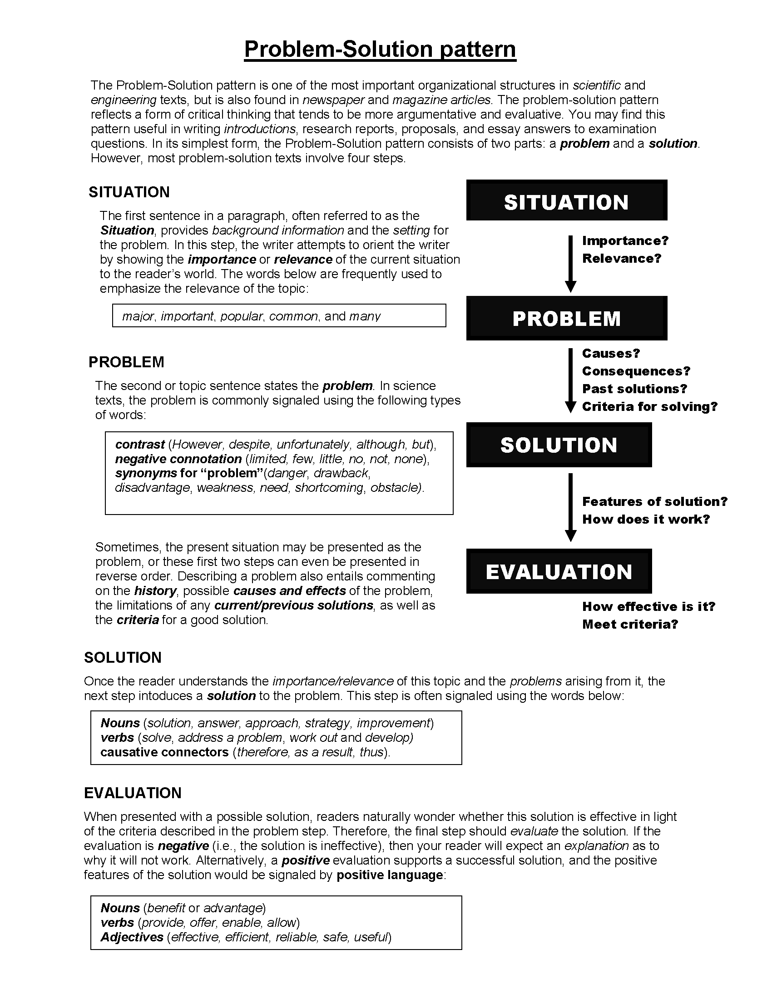 Problem-Solution pattern
The Problem-Solution pattern is one of the most important organizational structures in scientific and
engineering texts, but is also found in newspaper and magazine articles. The problem-solution pattern
reflects a form of critical thinking that tends to be more argumentative and evaluative. You may find this
pattern useful in writing introductions, research reports, proposals, and essay answers to examination
questions. In its simplest form, the Problem-Solution pattern consists of two parts: a problem and a solution.
However, most problem-solution texts involve four steps.
SITUATION
The first sentence in a paragraph, often referred to as the
Situation, provides background information and the setting for
the problem. In this step, the writer attempts to orient the writer
by showing the importance or relevance of the current situation
to the reader's world. The words below are frequently used to
emphasize the relevance of the topic:
major, important, popular, common, and many
PROBLEM
The second or topic sentence states the problem. In science
texts, the problem is commonly signaled using the following types
of words:
contrast (However, despite, unfortunately, although, but),
negative connotation (limited, few, little, no, not, none),
synonyms for “problem”(danger, drawback,
disadvantage, weakness, need, shortcoming, obstacle).
Sometimes, the present situation may be presented as the
problem, or these first two steps can even be presented in
reverse order. Describing a problem also entails commenting
on the history, possible causes and effects of the problem,
the limitations of any current/previous solutions, as well as
the criteria for a good solution.
SITUATION
Importance?
Relevance?
PROBLEM
Causes?
Consequences?
Past solutions?
Criteria for solving?
SOLUTION
Features of solution?
How does it work?
EVALUATION
How effective is it?
Meet criteria?
SOLUTION
Once the reader understands the importance/relevance of this topic and the problems arising from it, the
next step intoduces a solution to the problem. This step is often signaled using the words below:
Nouns (solution, answer, approach, strategy, improvement)
verbs (solve, address a problem, work out and develop)
causative connectors (therefore, as a result, thus).
EVALUATION
When presented with a possible solution, readers naturally wonder whether this solution is effective in light
of the criteria described in the problem step. Therefore, the final step should evaluate the solution. If the
evaluation is negative (i.e., the solution is ineffective), then your reader will expect an explanation as to
why it will not work. Alternatively, a positive evaluation supports a successful solution, and the positive
features of the solution would be signaled by positive language:
Nouns (benefit or advantage)
verbs (provide, offer, enable, allow)
Adjectives (effective, efficient, reliable, safe, useful)